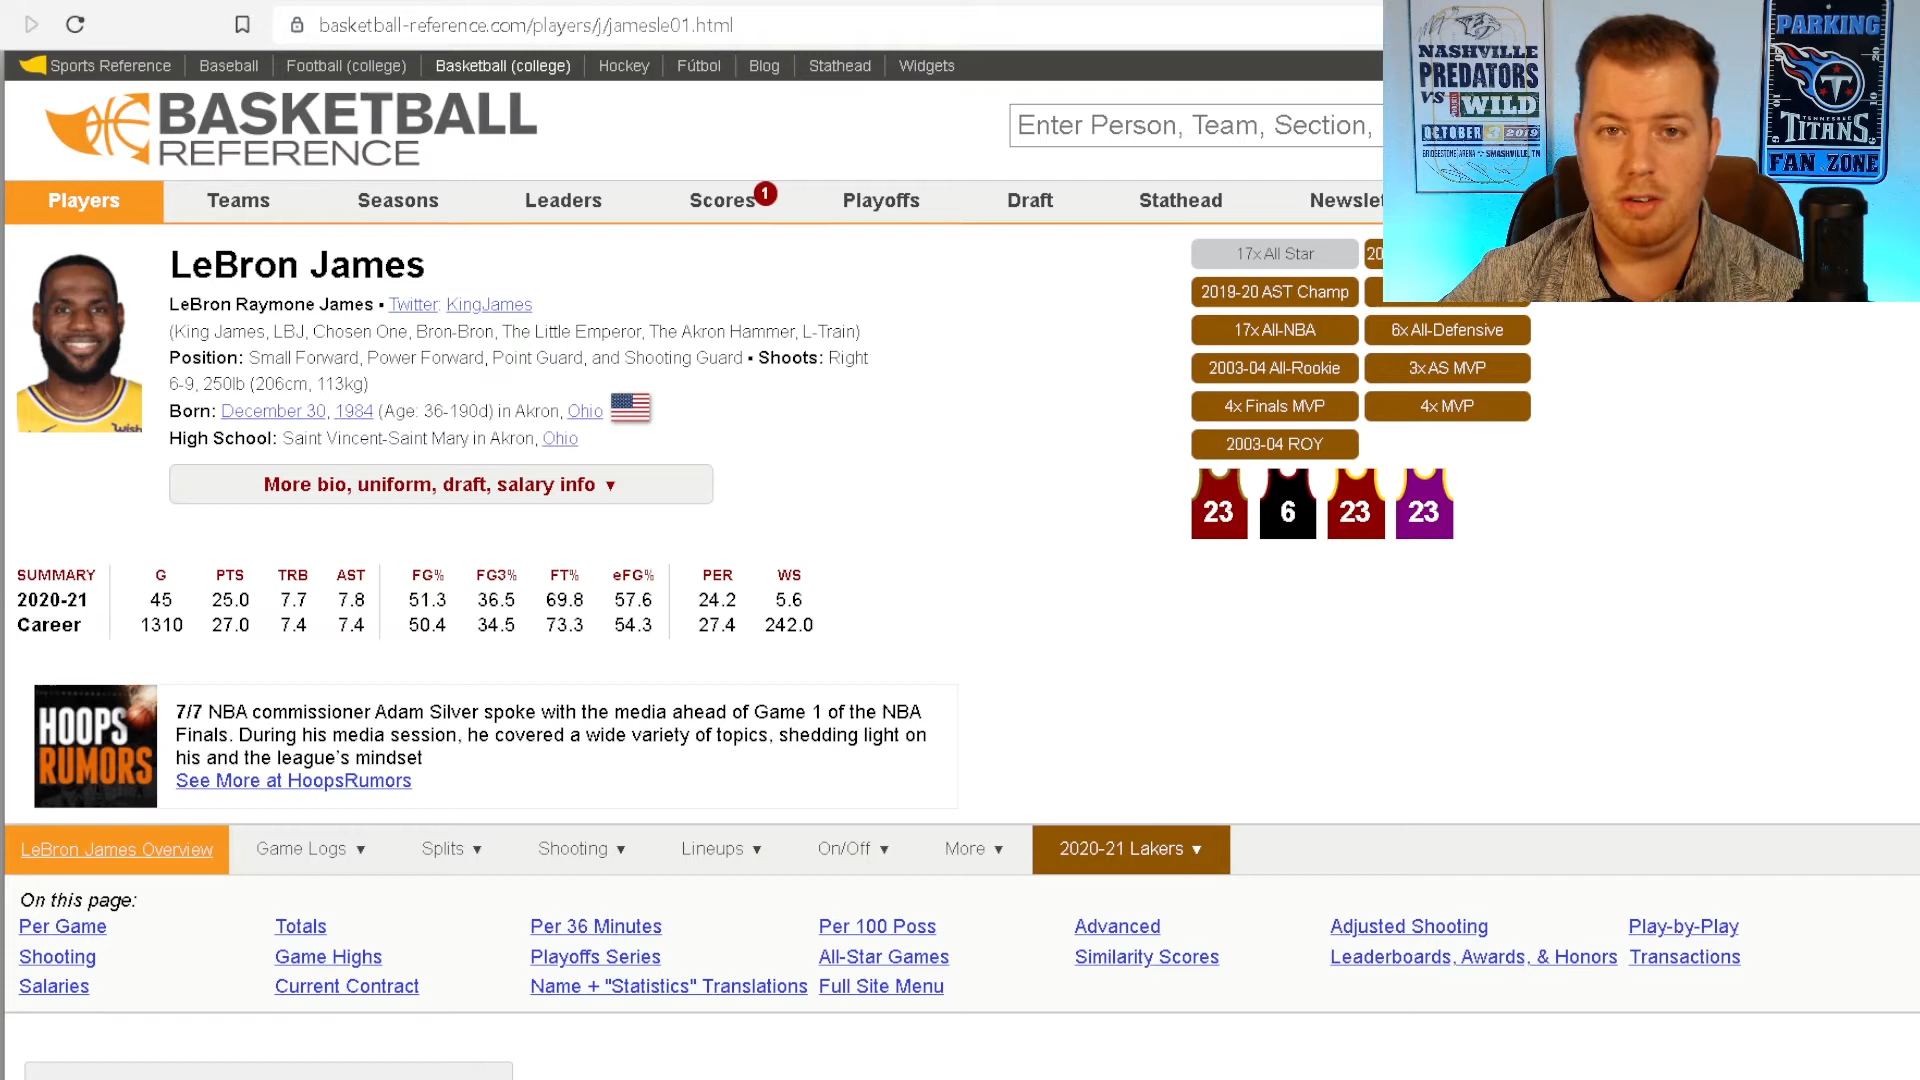 basketball-reference.com/players/j/jamesle01.html
Sports Reference Baseball Football (college) Basketball (college) Hockey Fútbol Blog Stathead Widgets
BASKETBALL
REFERENCE
Enter Person, Team, Section,
Players Teams Seasons Leaders Scores 1 Playoffs Draft Stathead Newslet
NASHVILLE
PREDATORS
VS WILD
OCTOBER 3 2019
BRIDGESTONE ARENA SMASHVILLE, TN
PARKING
TENNESSEE
TITANS
FAN ZONE
LeBron James
LeBron Raymone James ▪ Twitter: KingJames
(King James, LBJ, Chosen One, Bron-Bron, The Little Emperor, The Akron Hammer, L-Train)
Position: Small Forward, Power Forward, Point Guard, and Shooting Guard ▪ Shoots: Right
6-9, 250lb (206cm, 113kg)
Born: December 30, 1984 (Age: 36-190d) in Akron, Ohio
High School: Saint Vincent-Saint Mary in Akron, Ohio
More bio, uniform, draft, salary info ▼
wish
17x All Star 20
2019-20 AST Champ
17x All-NBA 6x All-Defensive
2003-04 All-Rookie 3x AS MVP
4x Finals MVP 4x MVP
2003-04 ROY
23 6 23 23
SUMMARY G PTS TRB AST FG% FG3% FT% eFG% PER WS
2020-21 45 25.0 7.7 7.8 51.3 36.5 69.8 57.6 24.2 5.6
Career 1310 27.0 7.4 7.4 50.4 34.5 73.3 54.3 27.4 242.0
HOOPS
RUMORS
7/7 NBA commissioner Adam Silver spoke with the media ahead of Game 1 of the NBA
Finals. During his media session, he covered a wide variety of topics, shedding light on
his and the league's mindset
See More at HoopsRumors
LeBron James Overview Game Logs ▼ Splits ▼ Shooting ▼ Lineups ▼ On/Off ▼ More ▼ 2020-21 Lakers ▼
On this page:
Per Game Totals Per 36 Minutes Per 100 Poss Advanced Adjusted Shooting Play-by-Play
Shooting Game Highs Playoffs Series All-Star Games Similarity Scores Leaderboards, Awards, & Honors Transactions
Salaries Current Contract Name + "Statistics" Translations Full Site Menu